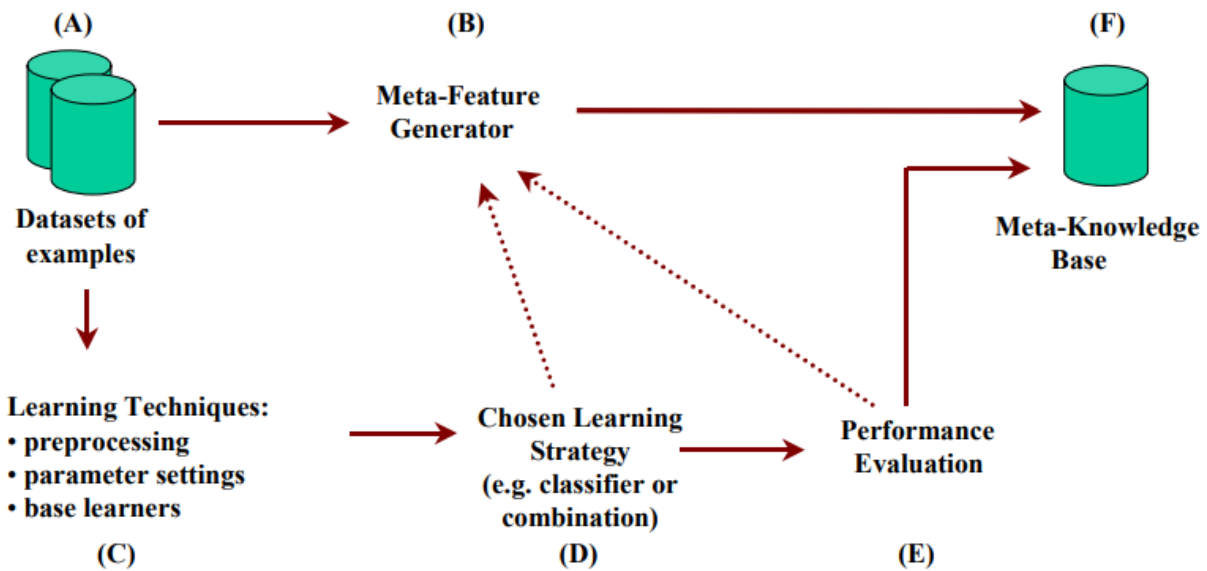 (A)
(B)
(F)
Meta-Feature
Generator
Datasets of
examples
Meta-Knowledge
Base
Learning Techniques:
• preprocessing
• parameter settings
• base learners
Chosen Learning
Strategy
(e.g. classifier or
combination)
Performance
Evaluation
(C)
(D)
(E)